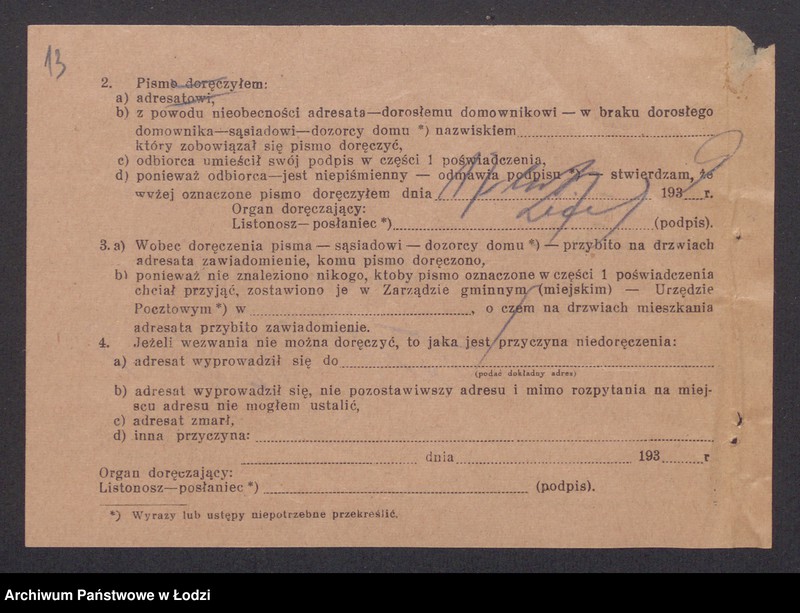 13
2. Pismo doręczyłem:
a) adresatowi,
b) z powodu nieobecności adresata—dorosłemu domownikowi — w braku dorosłego
domownika—sąsiadowi—dozorcy domu *) nazwiskiem
który zobowiązał się pismo doręczyć,
c) odbiorca umieścił swój podpis w części 1 poświadczenia,
d) ponieważ odbiorca—jest niepiśmienny — odmawia podpisu *) — stwierdzam, że
wyżej oznaczone pismo doręczyłem dnia 1939 r.
Organ doręczający:
Listonosz—posłaniec *) (podpis).
3. a) Wobec doręczenia pisma — sąsiadowi — dozorcy domu *) — przybito na drzwiach
adresata zawiadomienie, komu pismo doręczono,
b) ponieważ nie znaleziono nikogo, ktoby pismo oznaczone w części 1 poświadczenia
chciał przyjąć, zostawiono je w Zarządzie gminnym (miejskim) — Urzędzie
Pocztowym *) w , o czem na drzwiach mieszkania
adresata przybito zawiadomienie.
4. Jeżeli wezwania nie można doręczyć, to jaka jest przyczyna niedoręczenia:
a) adresat wyprowadził się do
(podać dokładny adres)
b) adresat wyprowadził się, nie pozostawiwszy adresu i mimo rozpytania na miej-
scu adresu nie mogłem ustalić,
c) adresat zmarł,
d) inna przyczyna:
dnia 193 r
Organ doręczający:
Listonosz—posłaniec *) (podpis).
*) Wyrazy lub ustępy niepotrzebne przekreślić.
Archiwum Państwowe w Łodzi